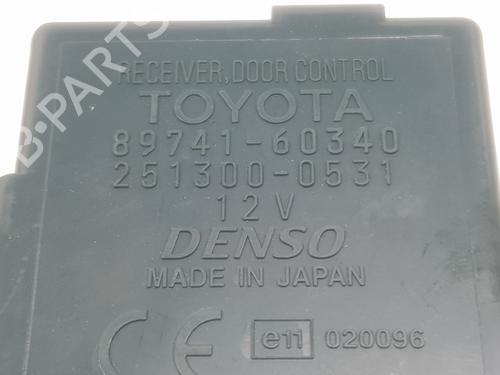 B-PARTS
RECEIVER,DOOR CONTROL
TOYOTA
89741-60340
251300-0531
12V
DENSO
MADE IN JAPAN
CE e11 020096